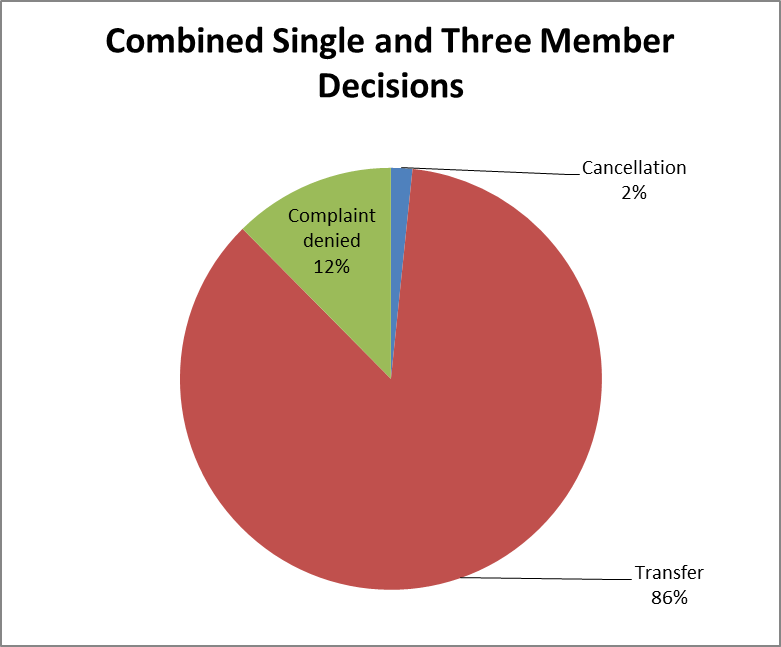 Combined Single and Three Member
Decisions
Cancellation
2%
Complaint
denied
12%
Transfer
86%